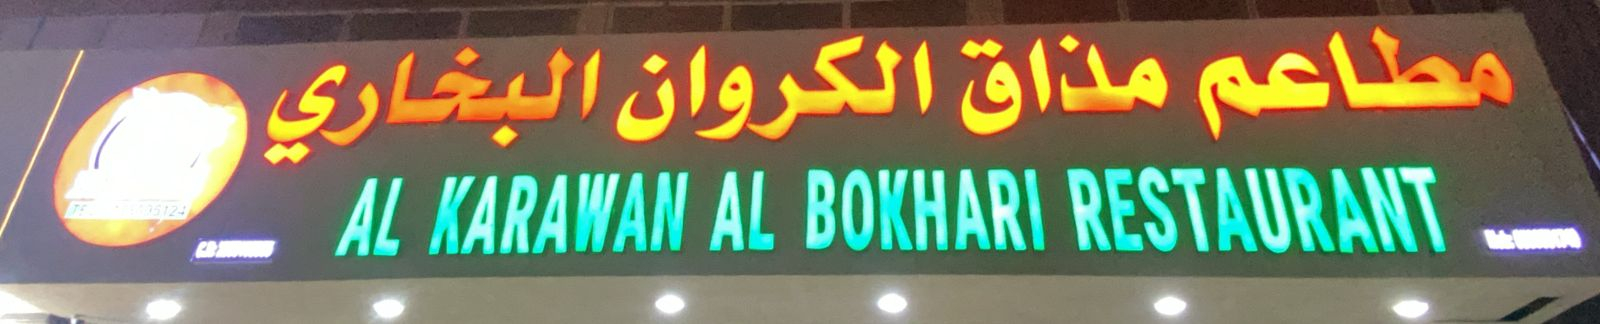 مطاعم مذاق الكروان البخاري
AL KARAWAN AL BOKHARI RESTAURANT